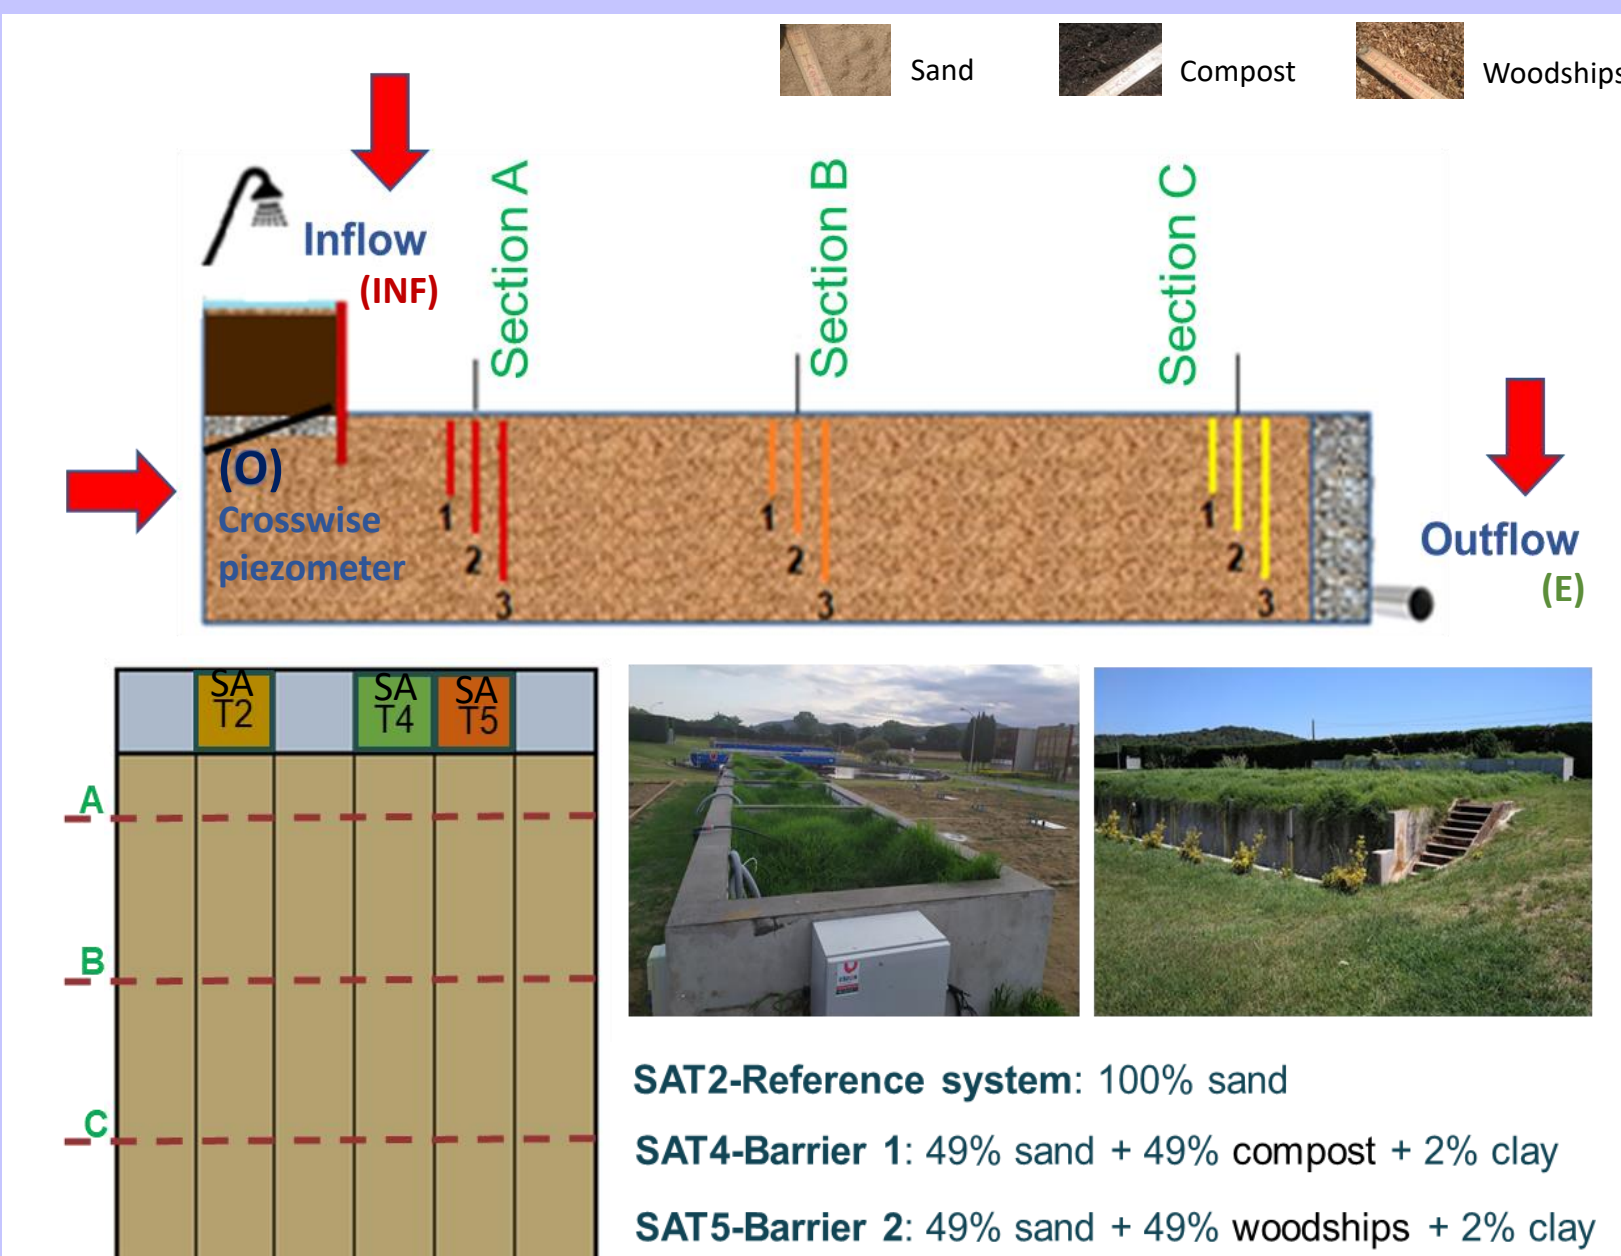 Sand
Compost
Woodships
Section A
Section B
Section C
Inflow
(INF)
(O)
Crosswise
piezometer
1
2
3
1
2
3
1
2
3
Outflow
(E)
SA
T2
SA
T4
SA
T5
A
B
C
SAT2-Reference system: 100% sand
SAT4-Barrier 1: 49% sand + 49% compost + 2% clay
SAT5-Barrier 2: 49% sand + 49% woodships + 2% clay